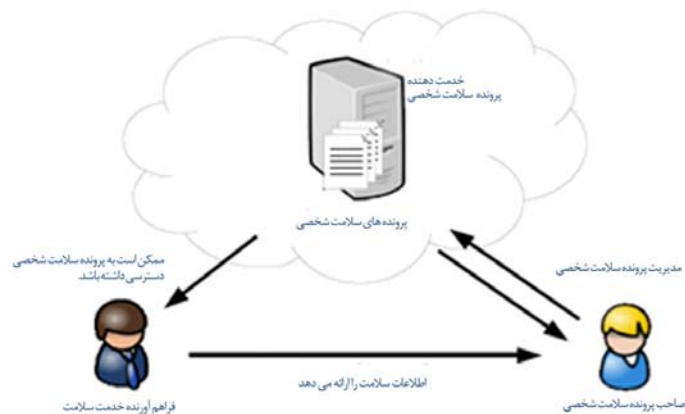 خدمت دهنده
پرونده سلامت شخصی
پرونده های سلامت شخصی
ممکن است به پرونده سلامت شخصی
دسترسی داشته باشد.
مدیریت پرونده سلامت شخصی
اطلاعات سلامت را ارائه می دهد
فراهم آورنده خدمت سلامت
صاحب پرونده سلامت شخصی